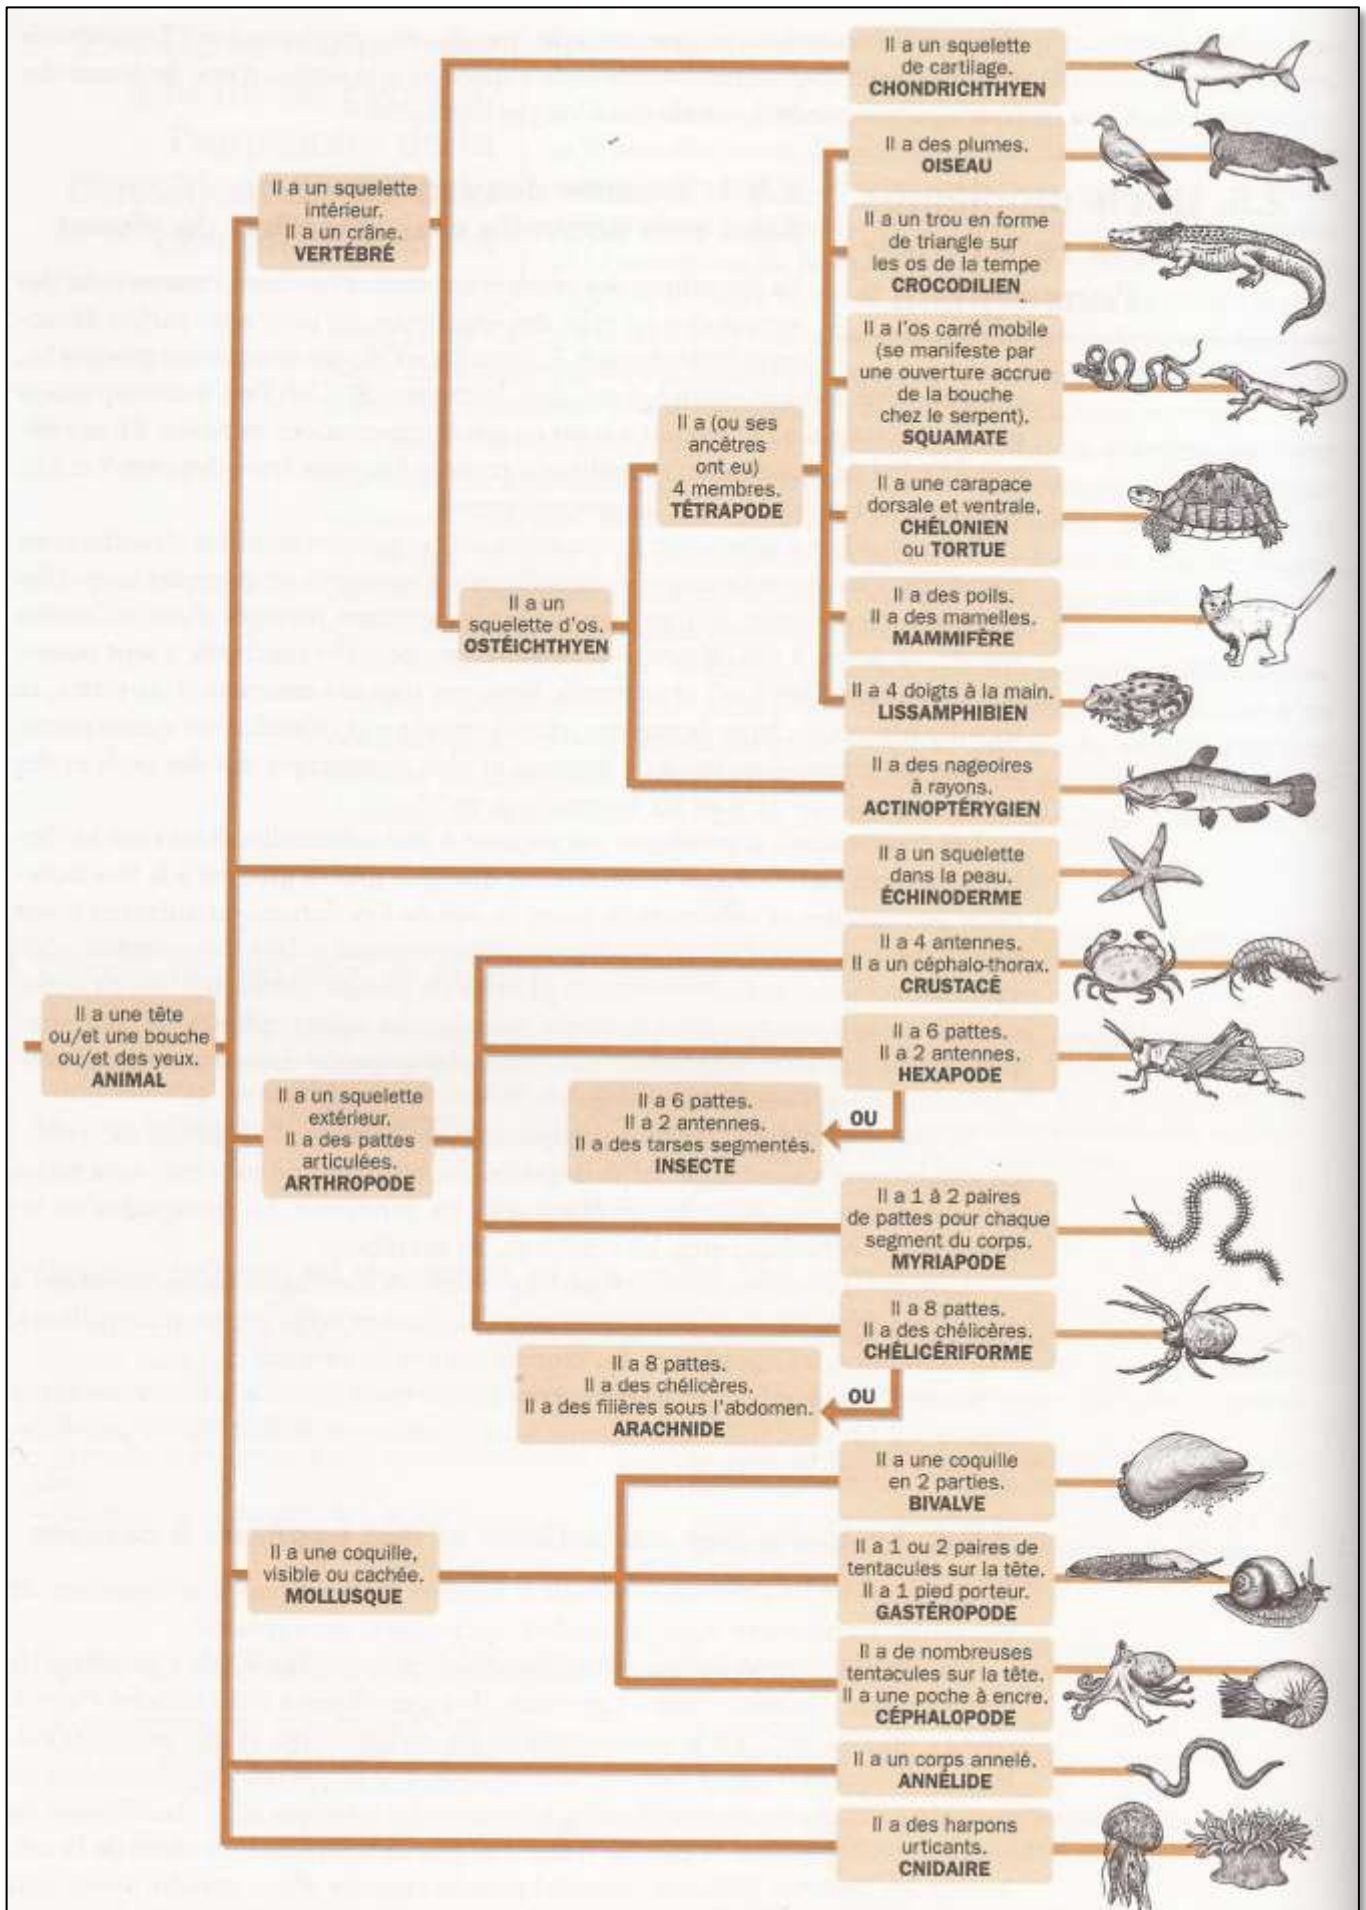 Il a un squelette
de cartilage.
CHONDRICHTHYEN
Il a des plumes.
OISEAU
Il a un squelette
intérieur.
Il a un crâne.
VERTÉBRÉ
Il a un trou en forme
de triangle sur
les os de la tempe
CROCODILIEN
Il a l'os carré mobile
(se manifeste par
une ouverture accrue
de la bouche
chez le serpent).
SQUAMATE
Il a (ou ses
ancêtres
ont eu)
4 membres.
TÉTRAPODE
Il a une carapace
dorsale et ventrale.
CHÉLONIEN
ou TORTUE
Il a des poils.
Il a des mamelles.
MAMMIFÈRE
Il a un
squelette d'os.
OSTÉICHTHYEN
Il a 4 doigts à la main.
LISSAMPHIBIEN
Il a des nageoires
à rayons.
ACTINOPTÉRYGIEN
Il a un squelette
dans la peau.
ÉCHINODERME
Il a 4 antennes.
Il a un céphalo-thorax.
CRUSTACÉ
Il a une tête
ou/et une bouche
ou/et des yeux.
ANIMAL
Il a 6 pattes.
Il a 2 antennes.
HEXAPODE
Il a un squelette
extérieur.
Il a des pattes
articulées.
ARTHROPODE
OU
Il a 6 pattes.
Il a 2 antennes.
Il a des tarses segmentés.
INSECTE
Il a 1 à 2 paires
de pattes pour chaque
segment du corps.
MYRIAPODE
Il a 8 pattes.
Il a des chélicères.
CHÉLICÉRIFORME
OU
Il a 8 pattes.
Il a des chélicères.
Il a des filières sous l'abdomen.
ARACHNIDE
Il a une coquille
en 2 parties.
BIVALVE
Il a une coquille,
visible ou cachée.
MOLLUSQUE
Il a 1 ou 2 paires de
tentacules sur la tête.
Il a 1 pied porteur.
GASTÉROPODE
Il a de nombreuses
tentacules sur la tête.
Il a une poche à encre.
CÉPHALOPODE
Il a un corps annelé.
ANNÉLIDE
Il a des harpons
urticants.
CNIDAIRE